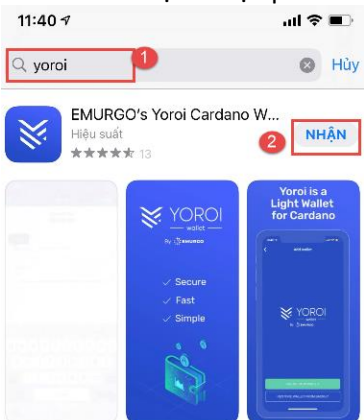 11:40
yoroi
1
Hủy
EMURGO's Yoroi Cardano W...
Hiệu suất
13
2
NHẬN
YOROI
wallet
By EMURGO
Secure
Fast
Simple
Yoroi is a
Light Wallet
for Cardano
YOROI